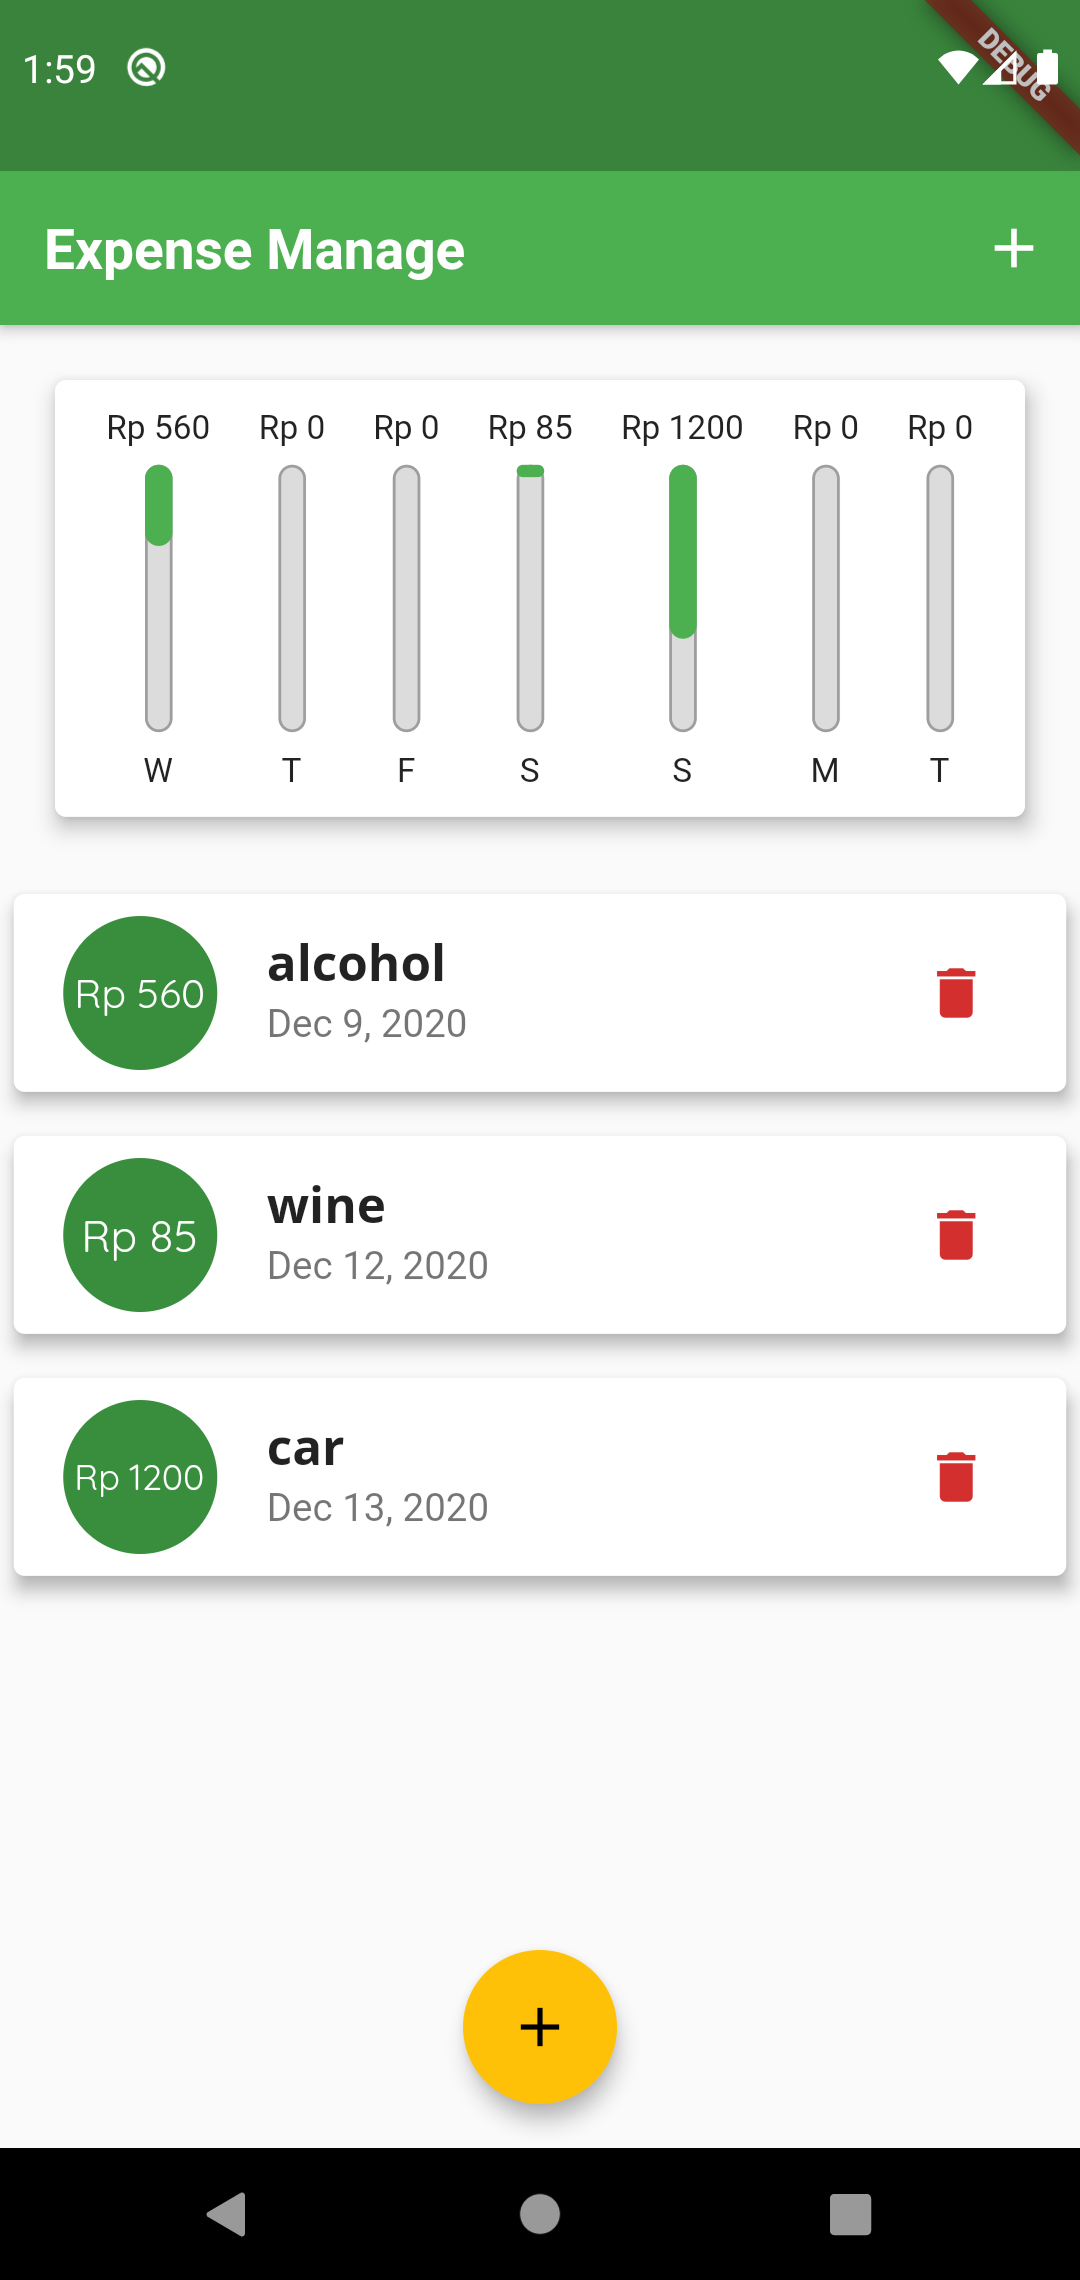 1:59
DEBUG
Expense Manage
Rp 560 Rp 0 Rp 0 Rp 85 Rp 1200 Rp 0 Rp 0
W T F S S M T
Rp 560
alcohol
Dec 9, 2020
Rp 85
wine
Dec 12, 2020
Rp 1200
car
Dec 13, 2020